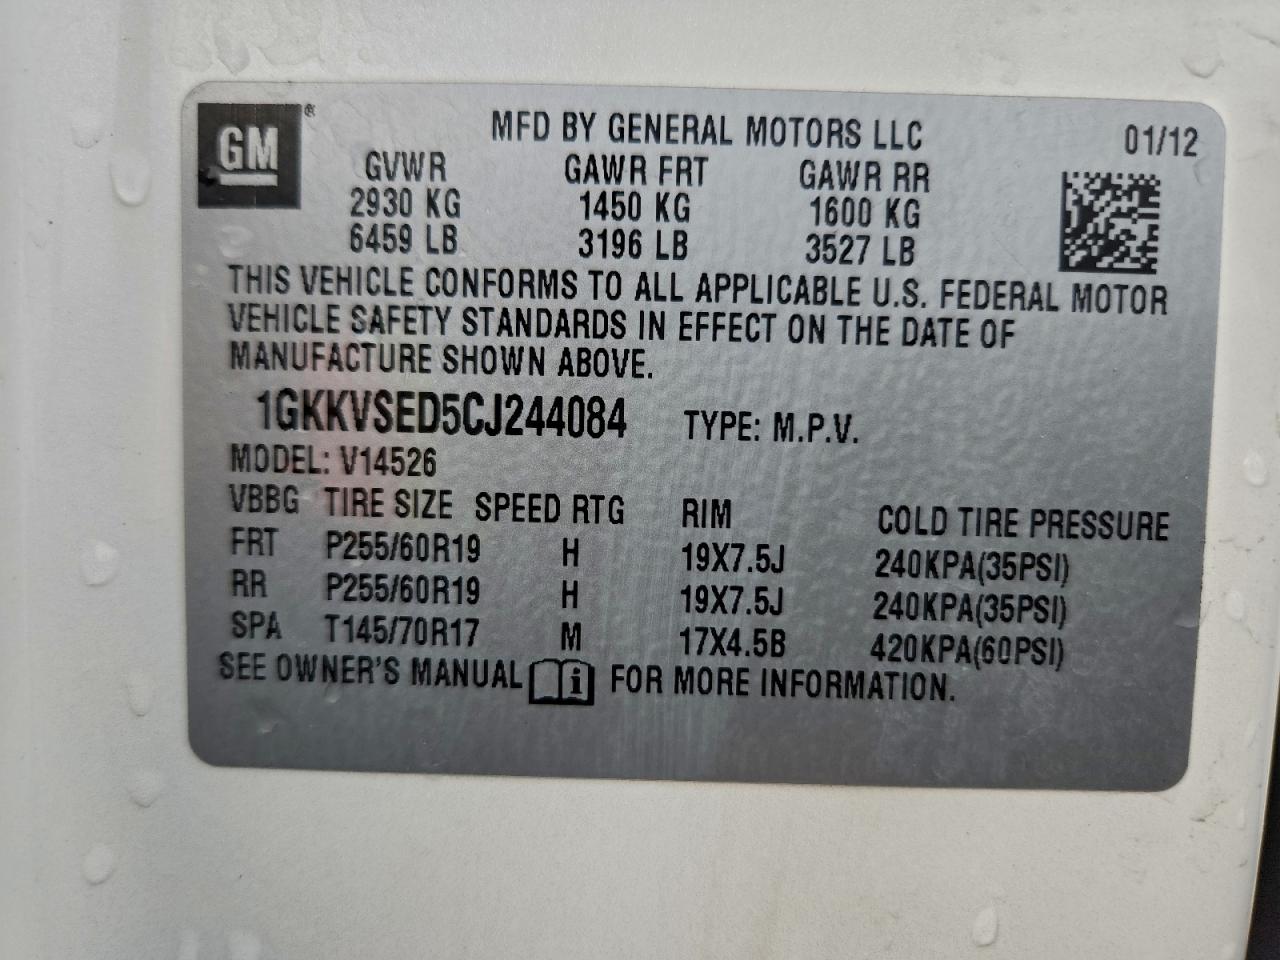 GM®
MFD BY GENERAL MOTORS LLC 01/12
GVWR GAWR FRT GAWR RR
2930 KG 1450 KG 1600 KG
6459 LB 3196 LB 3527 LB
THIS VEHICLE CONFORMS TO ALL APPLICABLE U.S. FEDERAL MOTOR
VEHICLE SAFETY STANDARDS IN EFFECT ON THE DATE OF
MANUFACTURE SHOWN ABOVE.
1GKKVSED5CJ244084 TYPE: M.P.V.
MODEL: V14526
VBBG TIRE SIZE SPEED RTG RIM COLD TIRE PRESSURE
FRT P255/60R19 H 19X7.5J 240KPA(35PSI)
RR P255/60R19 H 19X7.5J 240KPA(35PSI)
SPA T145/70R17 M 17X4.5B 420KPA(60PSI)
SEE OWNER'S MANUAL i FOR MORE INFORMATION.